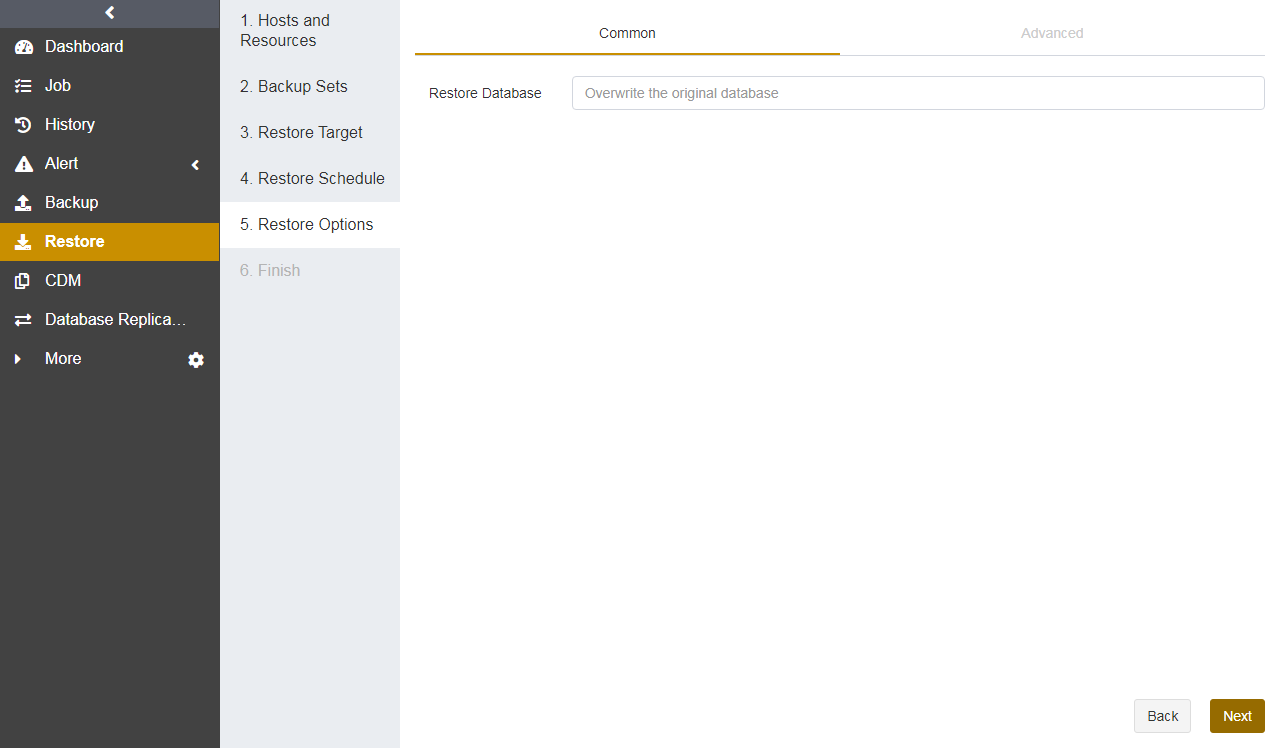 Dashboard
Job
History
Alert
Backup
Restore
CDM
Database Replica…
More
1. Hosts and
Resources
2. Backup Sets
3. Restore Target
4. Restore Schedule
5. Restore Options
6. Finish
Common
Advanced
Restore Database
Overwrite the original database
Back
Next